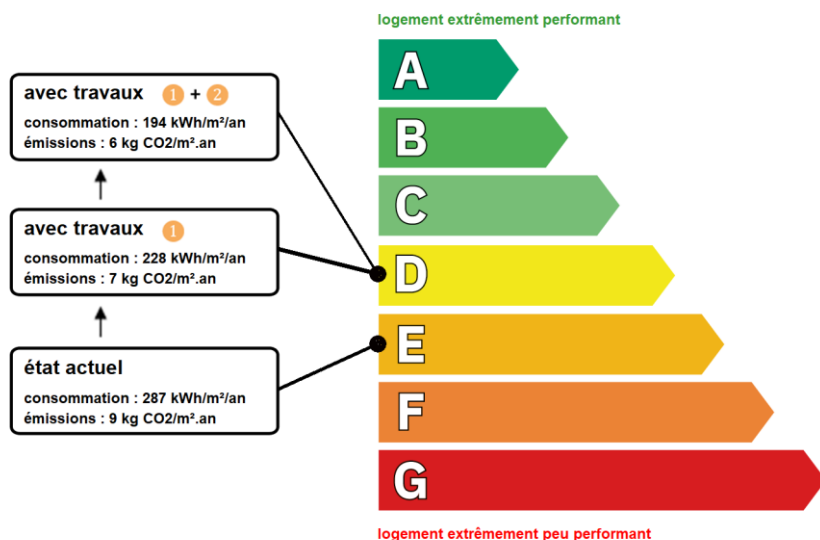 logement extrêmement performant
avec travaux 1 + 2
consommation : 194 kWh/m²/an
émissions : 6 kg CO2/m².an
avec travaux 1
consommation : 228 kWh/m²/an
émissions : 7 kg CO2/m².an
état actuel
consommation : 287 kWh/m²/an
émissions : 9 kg CO2/m².an
A
B
C
D
E
F
G
logement extrêmement peu performant